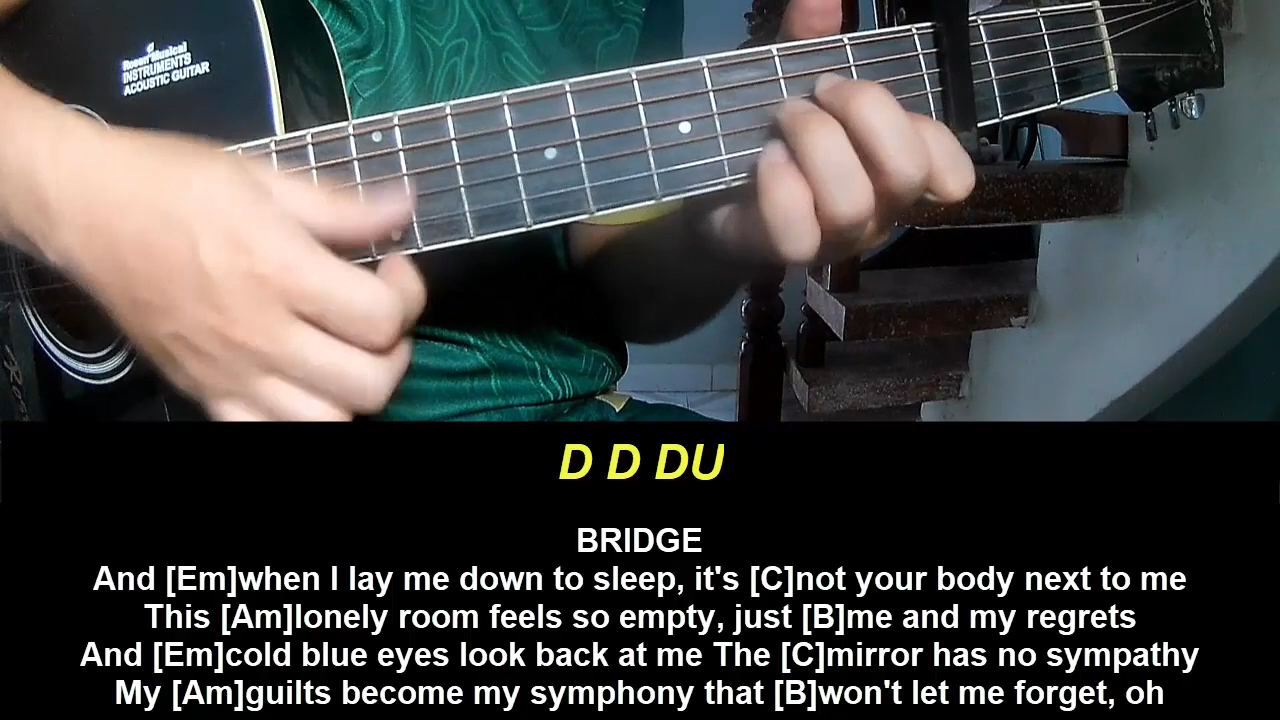 Rosen Musical
INSTRUMENTS
ACOUSTIC GUITAR
D D DU
BRIDGE
And [Em]when I lay me down to sleep, it's [C]not your body next to me
This [Am]lonely room feels so empty, just [B]me and my regrets
And [Em]cold blue eyes look back at me The [C]mirror has no sympathy
My [Am]guilts become my symphony that [B]won't let me forget, oh